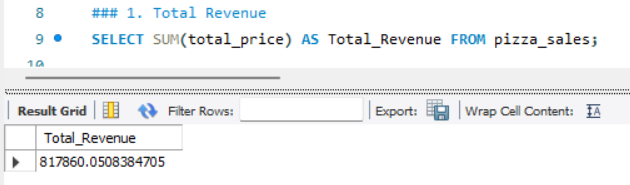 8 ### 1. Total Revenue
9 SELECT SUM(total_price) AS Total_Revenue FROM pizza_sales;
10
Result Grid Filter Rows: Export: Wrap Cell Content: IA
Total_Revenue
817860.0508384705